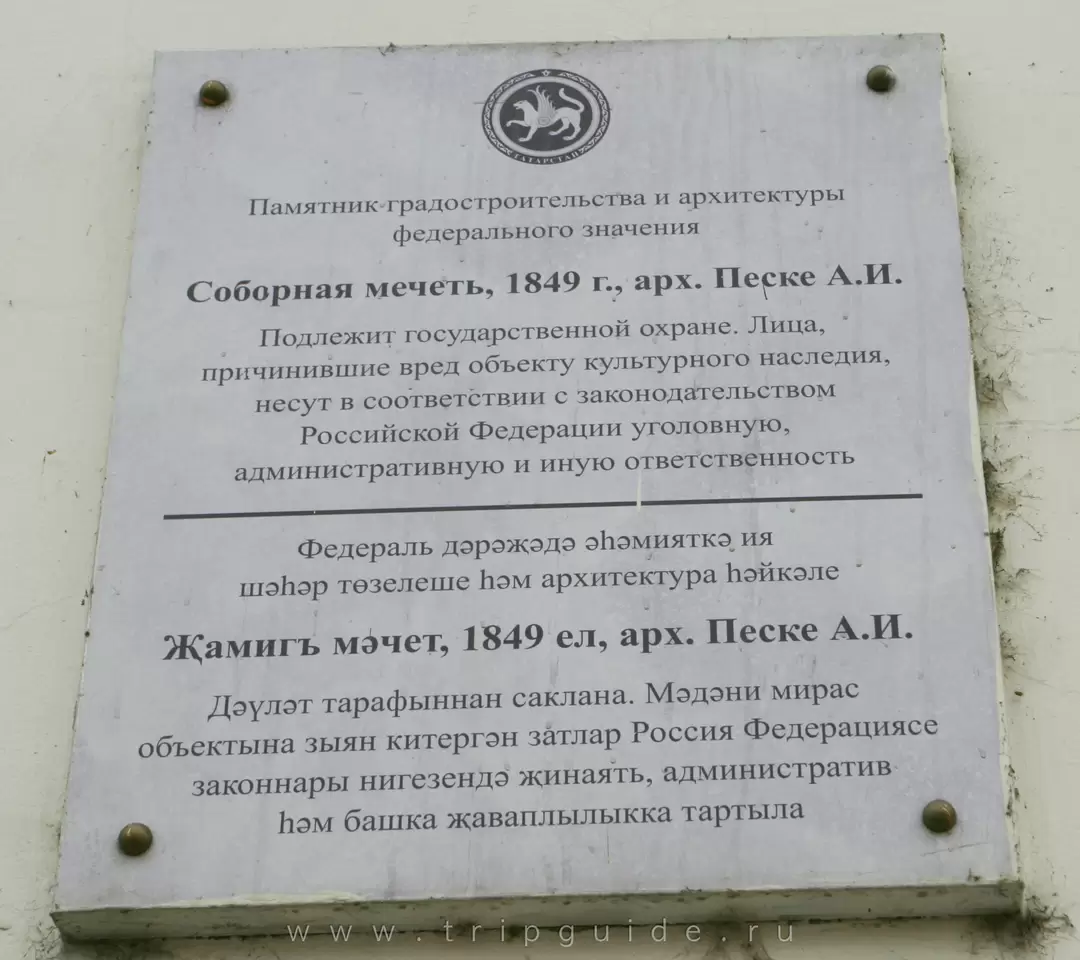 ТАТАРСТАН
Памятник градостроительства и архитектуры
федерального значения
Соборная мечеть, 1849 г., арх. Песке А.И.
Подлежит государственной охране. Лица,
причинившие вред объекту культурного наследия,
несут в соответствии с законодательством
Российской Федерации уголовную,
административную и иную ответственность
Федераль дәрәҗәдә әһәмияткә ия
шәһәр төзелеше һәм архитектура һәйкәле
Җамигъ мәчет, 1849 ел, арх. Песке А.И.
Дәүләт тарафыннан саклана. Мәдәни мирас
объектына зыян китергән затлар Россия Федерациясе
законнары нигезендә җинаять, административ
һәм башка җаваплылыкка тартыла
www.tripguide.ru